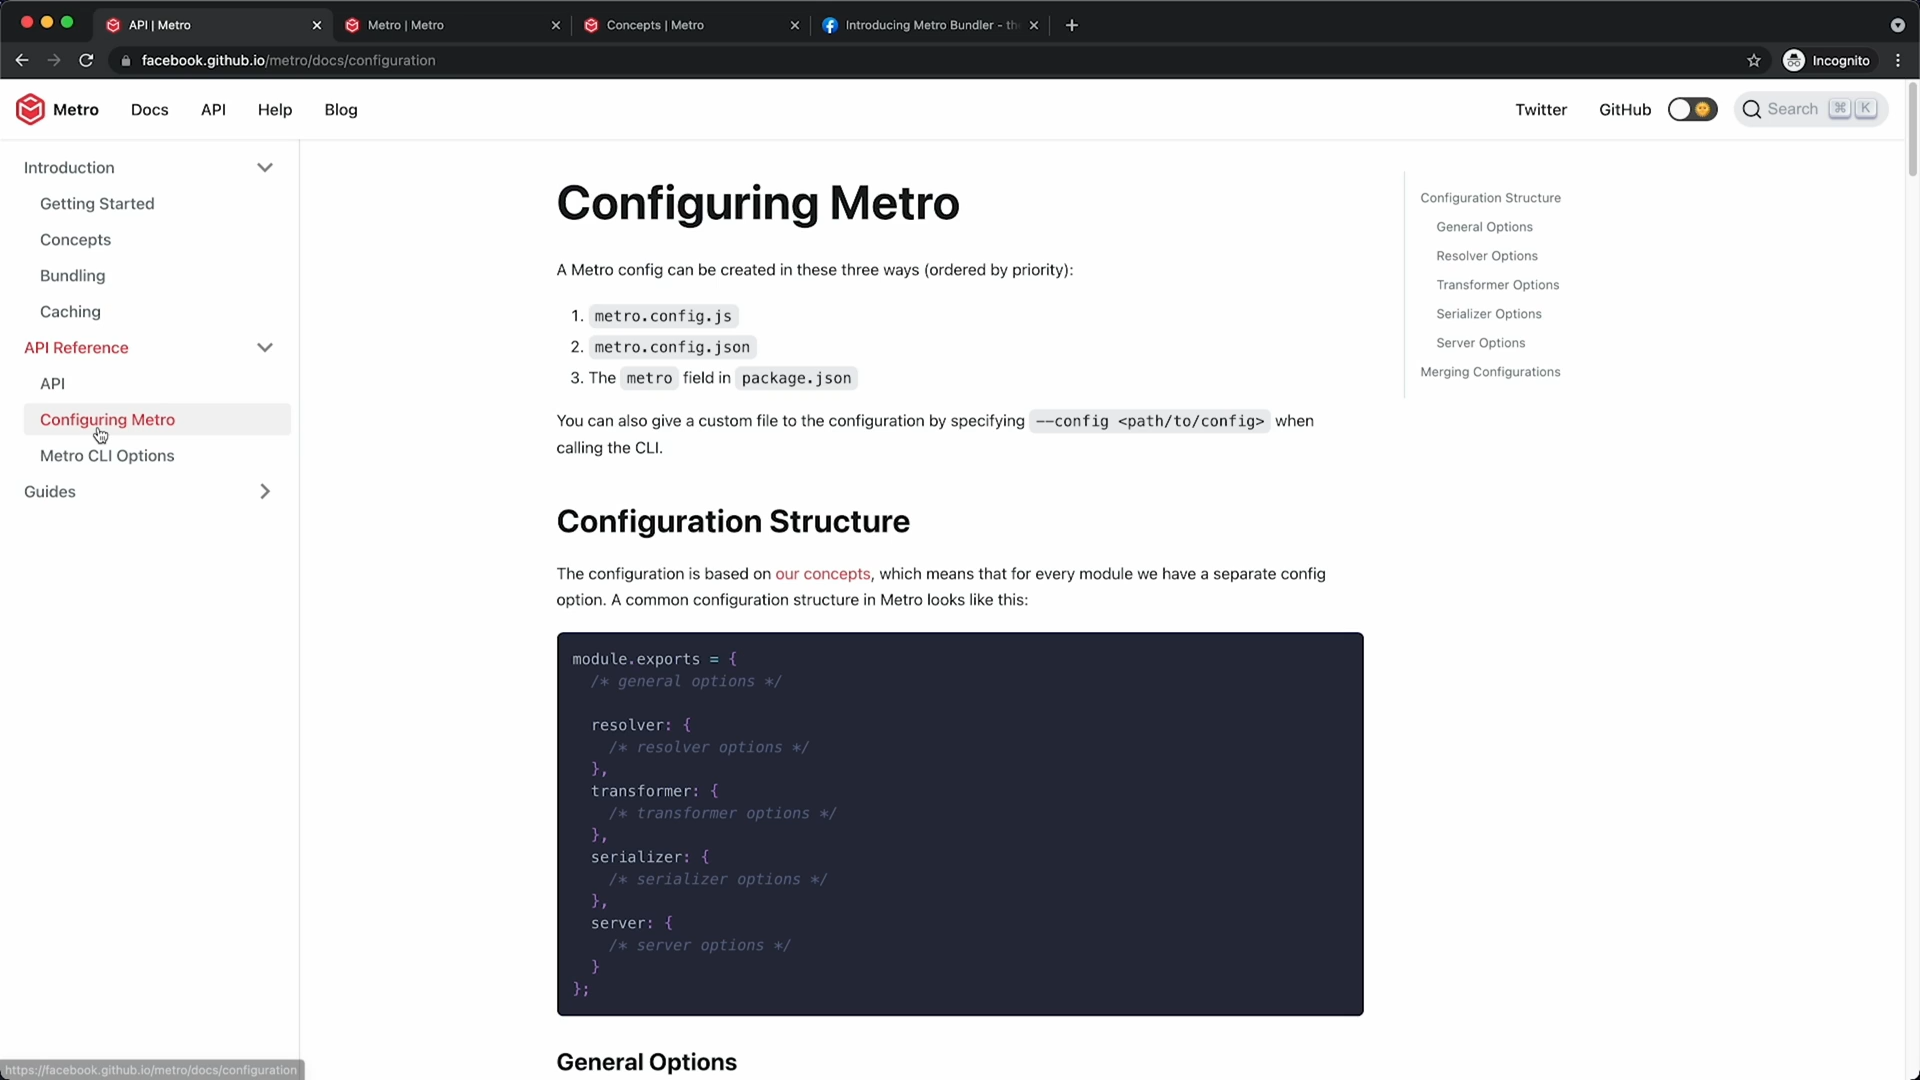 API | Metro
Metro | Metro
Concepts | Metro
Introducing Metro Bundler - th
facebook.github.io/metro/docs/configuration
Incognito
Metro
Docs
API
Help
Blog
Twitter
GitHub
Search ⌘ K
Introduction
Getting Started
Concepts
Bundling
Caching
API Reference
API
Configuring Metro
Metro CLI Options
Guides
Configuring Metro
A Metro config can be created in these three ways (ordered by priority):
1. metro.config.js
2. metro.config.json
3. The metro field in package.json
You can also give a custom file to the configuration by specifying --config <path/to/config> when
calling the CLI.
Configuration Structure
The configuration is based on our concepts, which means that for every module we have a separate config
option. A common configuration structure in Metro looks like this:
module.exports = {
/* general options */
resolver: {
/* resolver options */
},
transformer: {
/* transformer options */
},
serializer: {
/* serializer options */
},
server: {
/* server options */
}
};
General Options
Configuration Structure
General Options
Resolver Options
Transformer Options
Serializer Options
Server Options
Merging Configurations
https://facebook.github.io/metro/docs/configuration